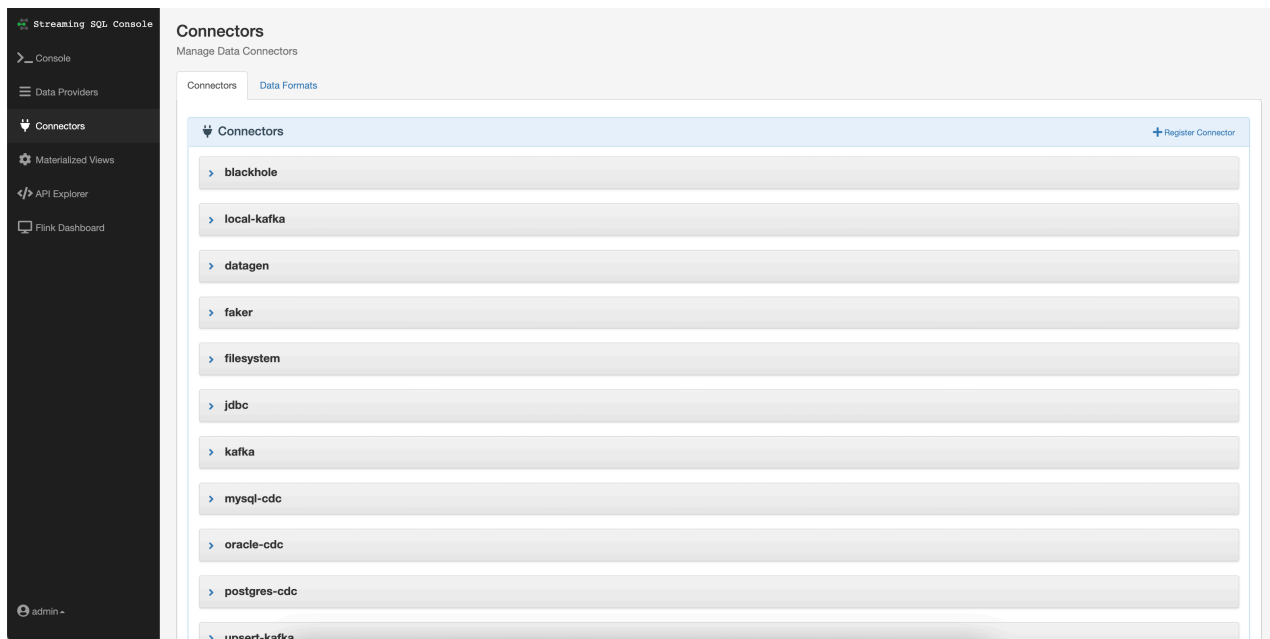 Streaming SQL Console
Console
Data Providers
Connectors
Materialized Views
API Explorer
Flink Dashboard
admin
Connectors
Manage Data Connectors
Connectors
Data Formats
Connectors
Register Connector
blackhole
local-kafka
datagen
faker
filesystem
jdbc
kafka
mysql-cdc
oracle-cdc
postgres-cdc
upsert-kafka